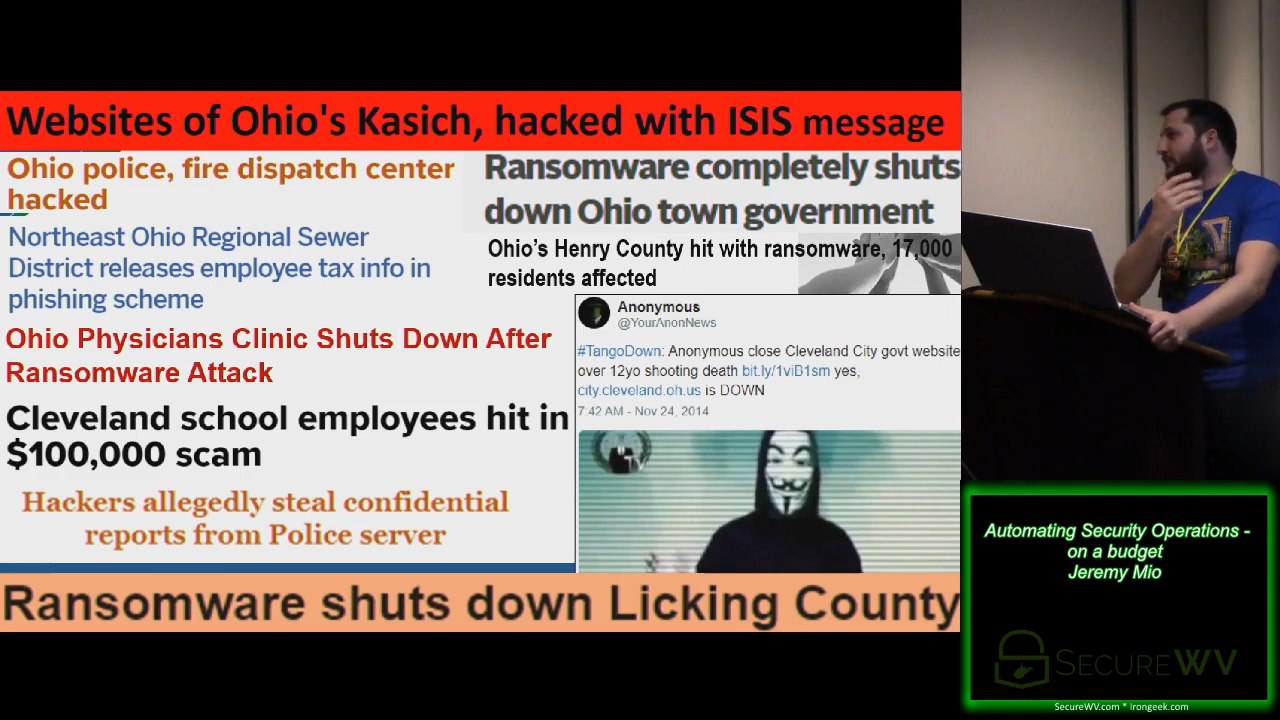 Websites of Ohio's Kasich, hacked with ISIS message
Ohio police, fire dispatch center
hacked
Northeast Ohio Regional Sewer
District releases employee tax info in
phishing scheme
Ohio Physicians Clinic Shuts Down After
Ransomware Attack
Cleveland school employees hit in
$100,000 scam
Hackers allegedly steal confidential
reports from Police server
Ransomware completely shuts
down Ohio town government
Ohio’s Henry County hit with ransomware, 17,000
residents affected
Anonymous
@YourAnonNews
#TangoDown: Anonymous close Cleveland City govt website
over 12yo shooting death bit.ly/1viB1sm yes,
city.cleveland.oh.us is DOWN
7:42 AM - Nov 24, 2014
TV
Ransomware shuts down Licking County
Automating Security Operations -
on a budget
Jeremy Mio
SECUREWV
SecureWV.com * Irongeek.com